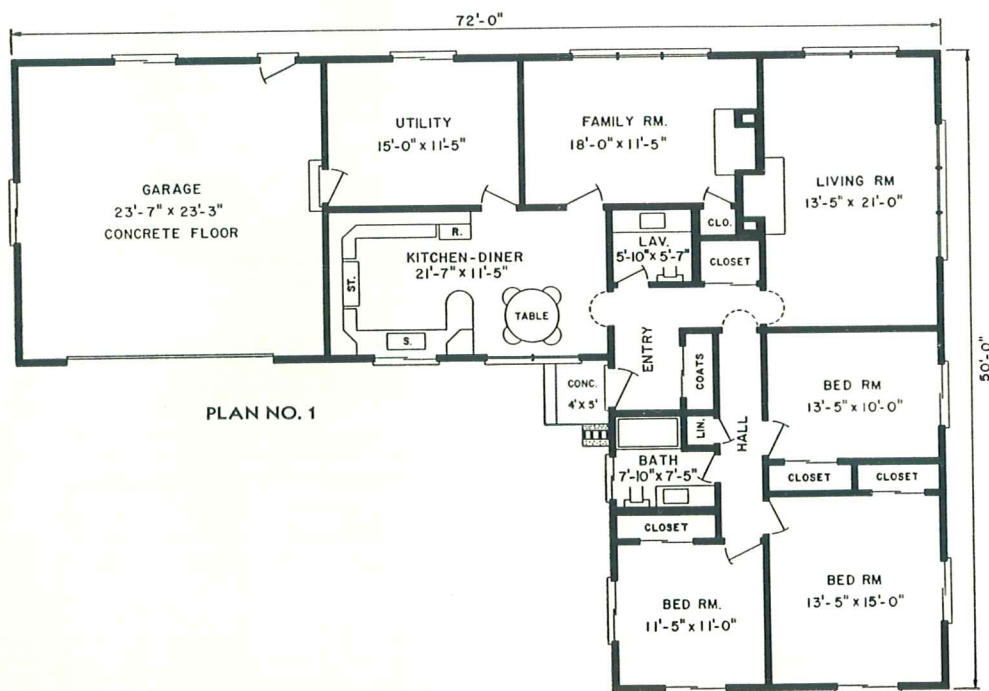 72'-0"
UTILITY
15'-0" x 11'-5"
FAMILY RM.
18'-0" x 11'-5"
GARAGE
23'-7" x 23'-3"
CONCRETE FLOOR
LIVING RM
13'-5" x 21'-0"
R.
KITCHEN-DINER
21'-7" x 11'-5"
ST.
S.
TABLE
LAV.
5'-10" x 5'-7"
CLO.
CLOSET
ENTRY
COATS
CONC.
4' x 5'
PLAN NO. 1
BED RM
13'-5" x 10'-0"
50'-0"
LIN.
HALL
BATH
7'-10" x 7'-5"
CLOSET
CLOSET
CLOSET
BED RM.
11'-5" x 11'-0"
BED RM
13'-5" x 15'-0"